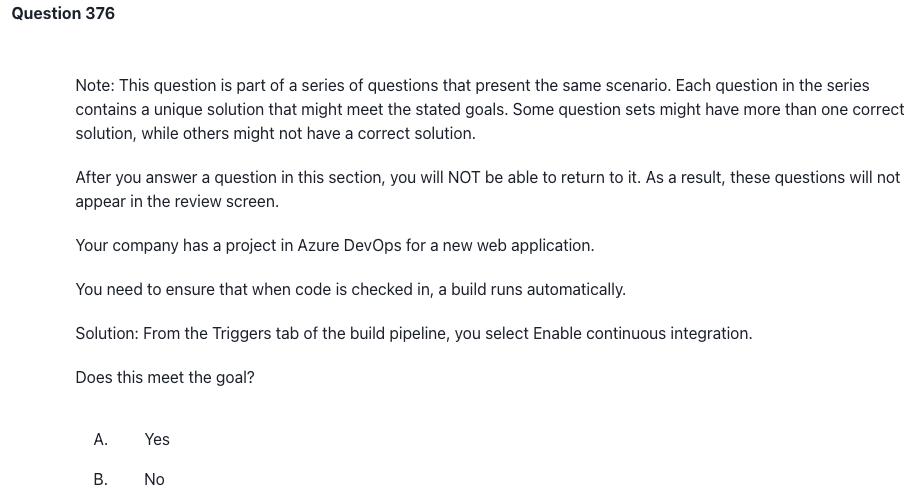 Question 376
Note: This question is part of a series of questions that present the same scenario. Each question in the series
contains a unique solution that might meet the stated goals. Some question sets might have more than one correct
solution, while others might not have a correct solution.
After you answer a question in this section, you will NOT be able to return to it. As a result, these questions will not
appear in the review screen.
Your company has a project in Azure DevOps for a new web application.
You need to ensure that when code is checked in, a build runs automatically.
Solution: From the Triggers tab of the build pipeline, you select Enable continuous integration.
Does this meet the goal?
A. Yes
B. No